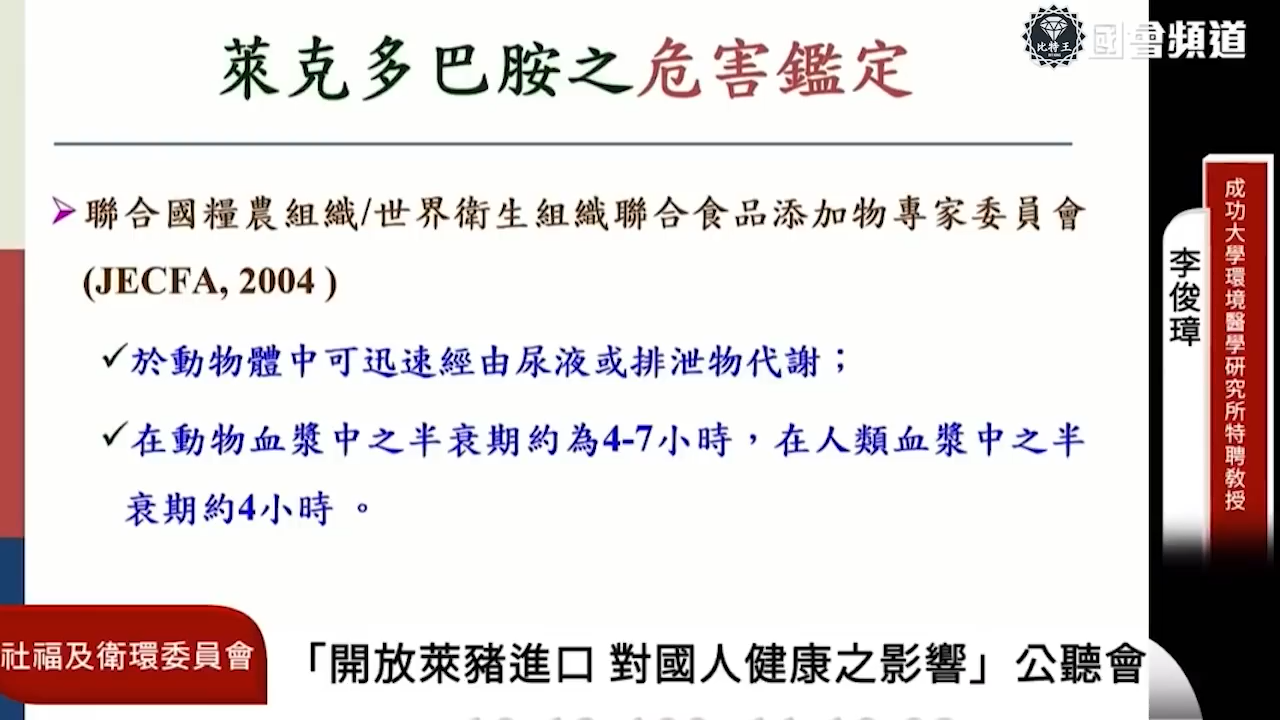 萊克多巴胺之危害鑑定
比特王
國會頻道
聯合國糧農組織/世界衛生組織聯合食品添加物專家委員會
(JECFA, 2004 )
於動物體中可迅速經由尿液或排泄物代謝；
在動物血漿中之半衰期約為4-7小時，在人類血漿中之半
衰期約4小時 。
成功大學環境醫學研究所特聘教授
李俊璋
社福及衛環委員會
「開放萊豬進口 對國人健康之影響」公聽會